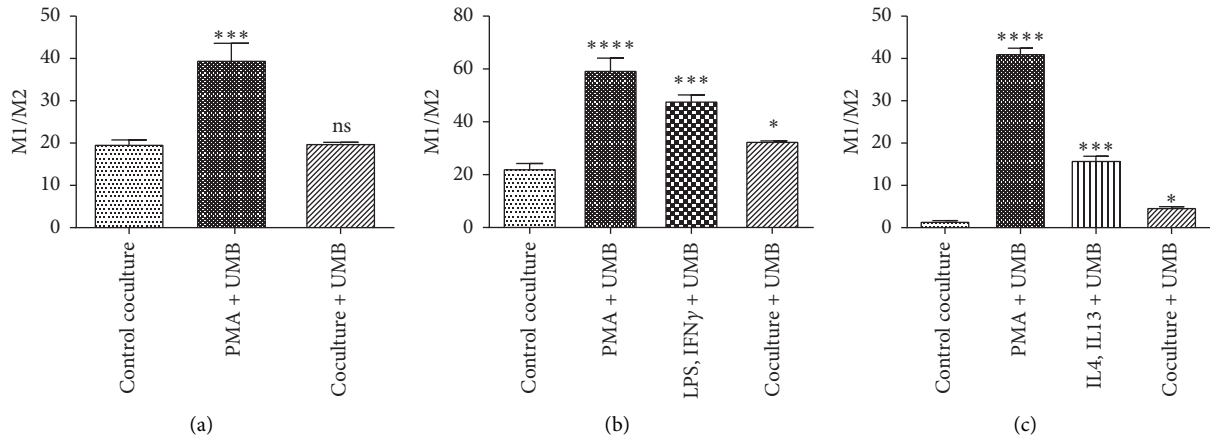 50
40
30
20
10
0
M1/M2
***
ns
Control coculture
PMA + UMB
Coculture + UMB
(a)
80
60
40
20
0
M1/M2
****
***
*
Control coculture
PMA + UMB
LPS, IFNγ + UMB
Coculture + UMB
(b)
50
40
30
20
10
0
M1/M2
****
***
*
Control coculture
PMA + UMB
IL4, IL13 + UMB
Coculture + UMB
(c)